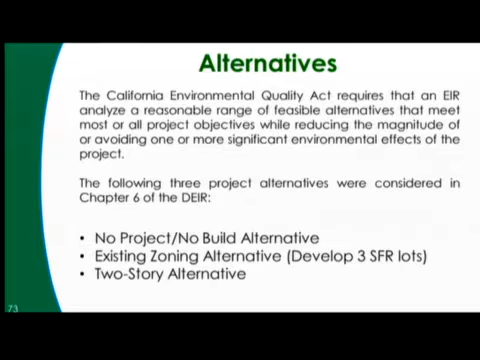 Alternatives
The California Environmental Quality Act requires that an EIR
analyze a reasonable range of feasible alternatives that meet
most or all project objectives while reducing the magnitude of
or avoiding one or more significant environmental effects of the
project.
The following three project alternatives were considered in
Chapter 6 of the DEIR:
• No Project/No Build Alternative
• Existing Zoning Alternative (Develop 3 SFR lots)
• Two-Story Alternative
73